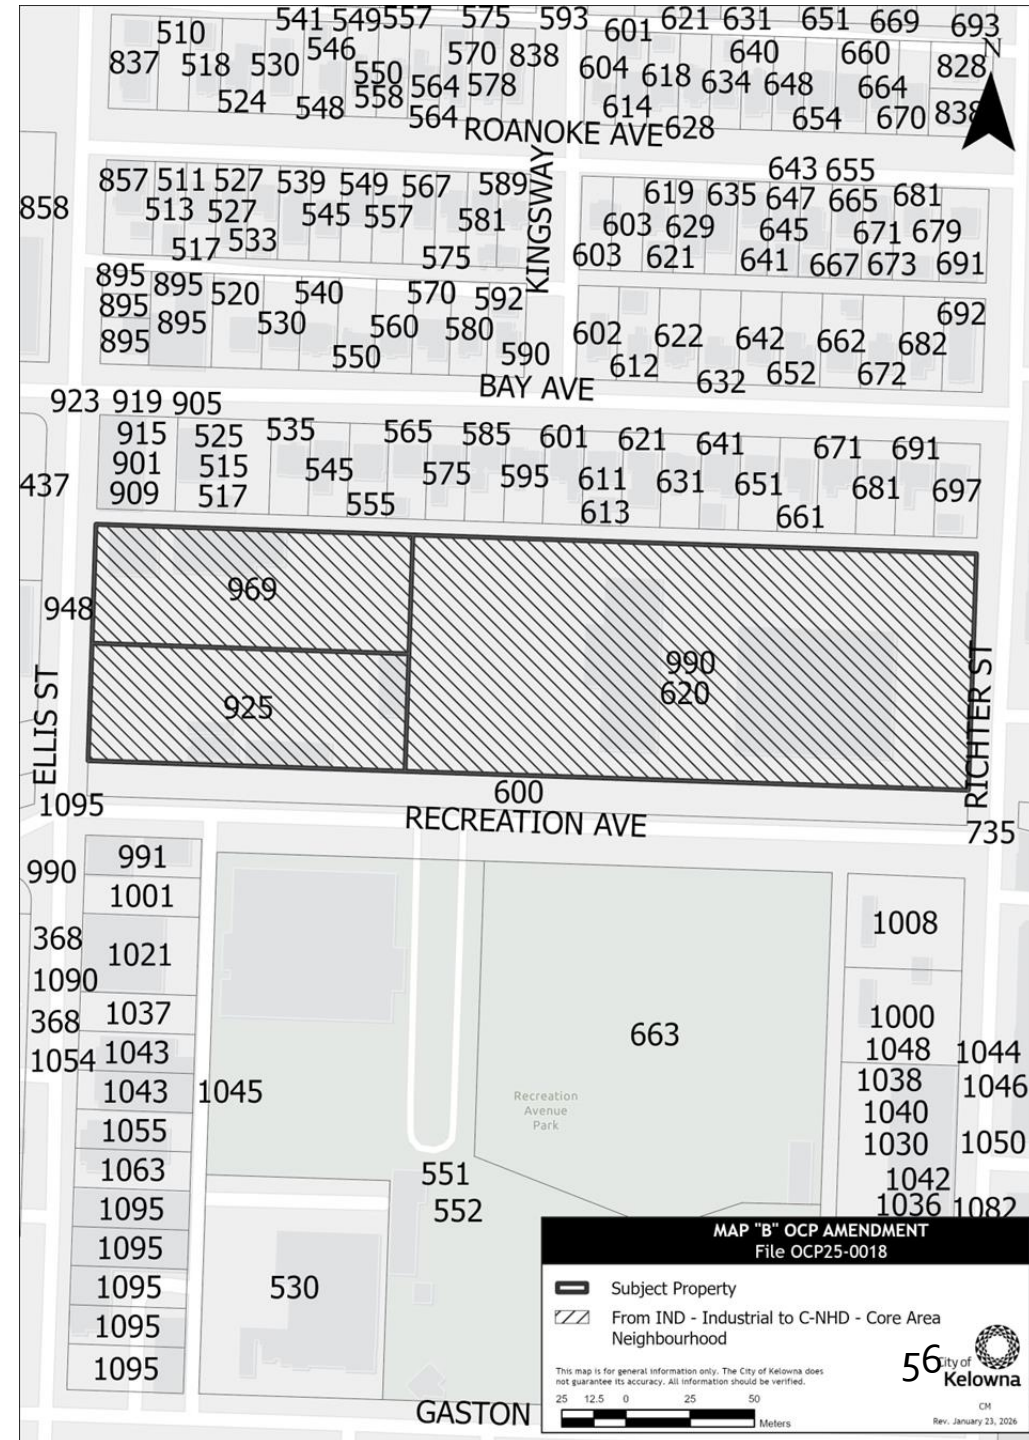 541 549 557 575 593 601 621 631 651 669 693
510 546 570 838 640 660 N
837 518 530 550 564 578 604 618 634 648 664 828
524 548 558 564 614 628 654 670 838
ROANOKE AVE
KINGSWAY
643 655
857 511 527 539 549 567 589 619 635 647 665 681
858 513 527 545 557 581 603 629 645 671 679
517 533 575 603 621 641 667 673 691
895 895 520 540 570 592 692
895 895 530 560 580 602 622 642 662 682
895 550 590 612 632 652 672
BAY AVE
923 919 905
915 525 535 565 585 601 621 641 671 691
901 515 545 575 595 611 631 651 681 697
437 909 517 555 613 661
969
948
990
620
925
ELLIS ST
RICHTER ST
600
1095
RECREATION AVE
735
990 991
1001
1008
368 1021
1090
368 1037
663
1000
1054 1043
1048 1044
1043 1045
1038 1046
Recreation
Avenue
Park
1040
1055
1030 1050
1063
551
1042
1095
552
1036 1082
1095
1095
530
1095
1095
GASTON
MAP "B" OCP AMENDMENT
File OCP25-0018
Subject Property
From IND - Industrial to C-NHD - Core Area
Neighbourhood
This map is for general information only. The City of Kelowna does
not guarantee its accuracy. All information should be verified.
25 12.5 0 25 50
Meters
56
City of
Kelowna
CM
Rev. January 23, 2026